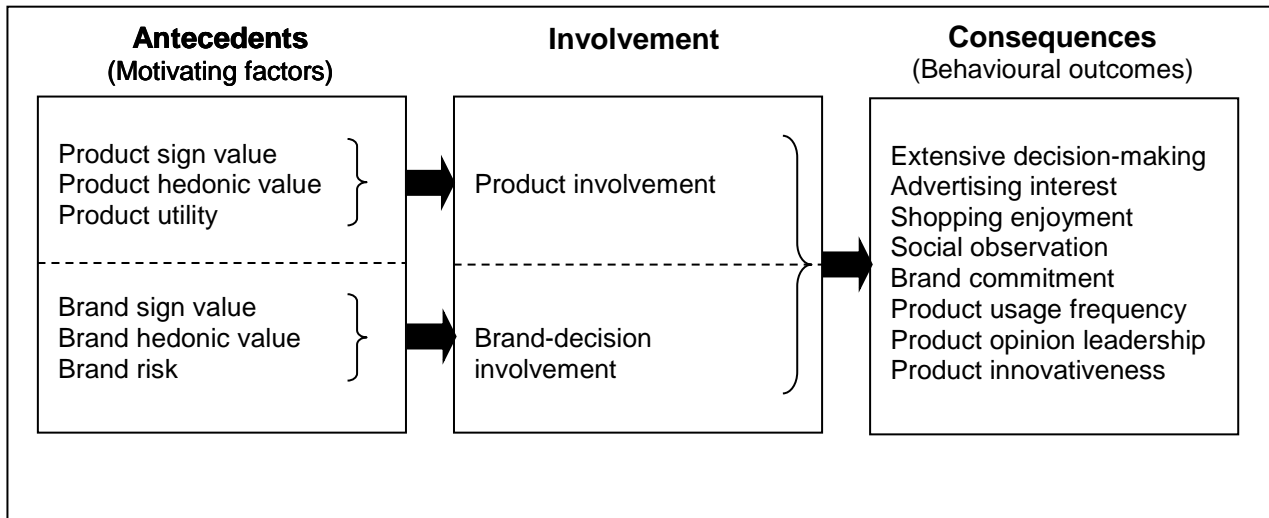 Antecedents
(Motivating factors)
Product sign value
Product hedonic value
Product utility
Brand sign value
Brand hedonic value
Brand risk
Involvement
Product involvement
Brand-decision
involvement
Consequences
(Behavioural outcomes)
Extensive decision-making
Advertising interest
Shopping enjoyment
Social observation
Brand commitment
Product usage frequency
Product opinion leadership
Product innovativeness